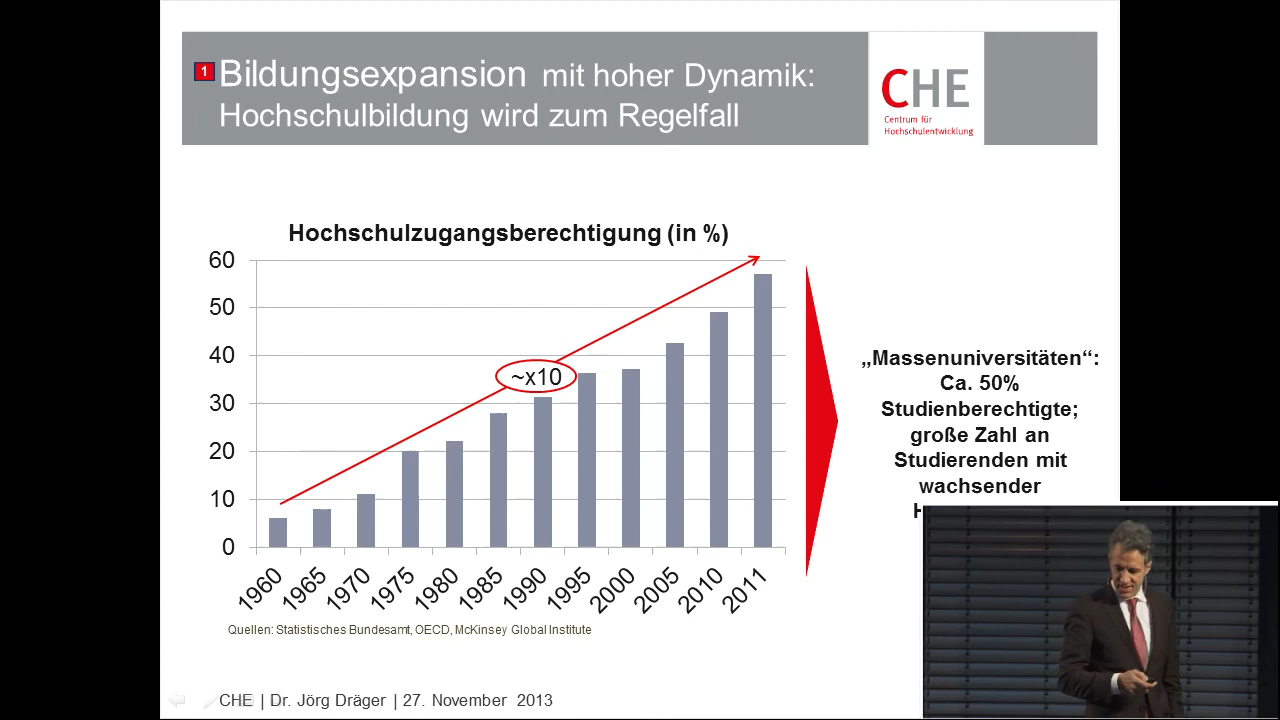 1
Bildungsexpansion mit hoher Dynamik:
Hochschulbildung wird zum Regelfall
CHE
Centrum für
Hochschulentwicklung
Hochschulzugangsberechtigung (in %)
60
50
40
30
20
10
0
~x10
1960 1965 1970 1975 1980 1985 1990 1995 2000 2005 2010 2011
„Massenuniversitäten“:
Ca. 50%
Studienberechtigte;
große Zahl an
Studierenden mit
wachsender
Quellen: Statistisches Bundesamt, OECD, McKinsey Global Institute
CHE | Dr. Jörg Dräger | 27. November 2013